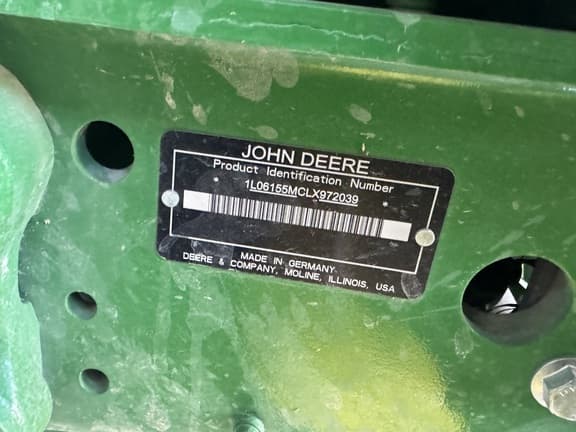 JOHN DEERE
Product Identification Number
1L06155MCLX972039
MADE IN GERMANY
DEERE & COMPANY, MOLINE, ILLINOIS, USA